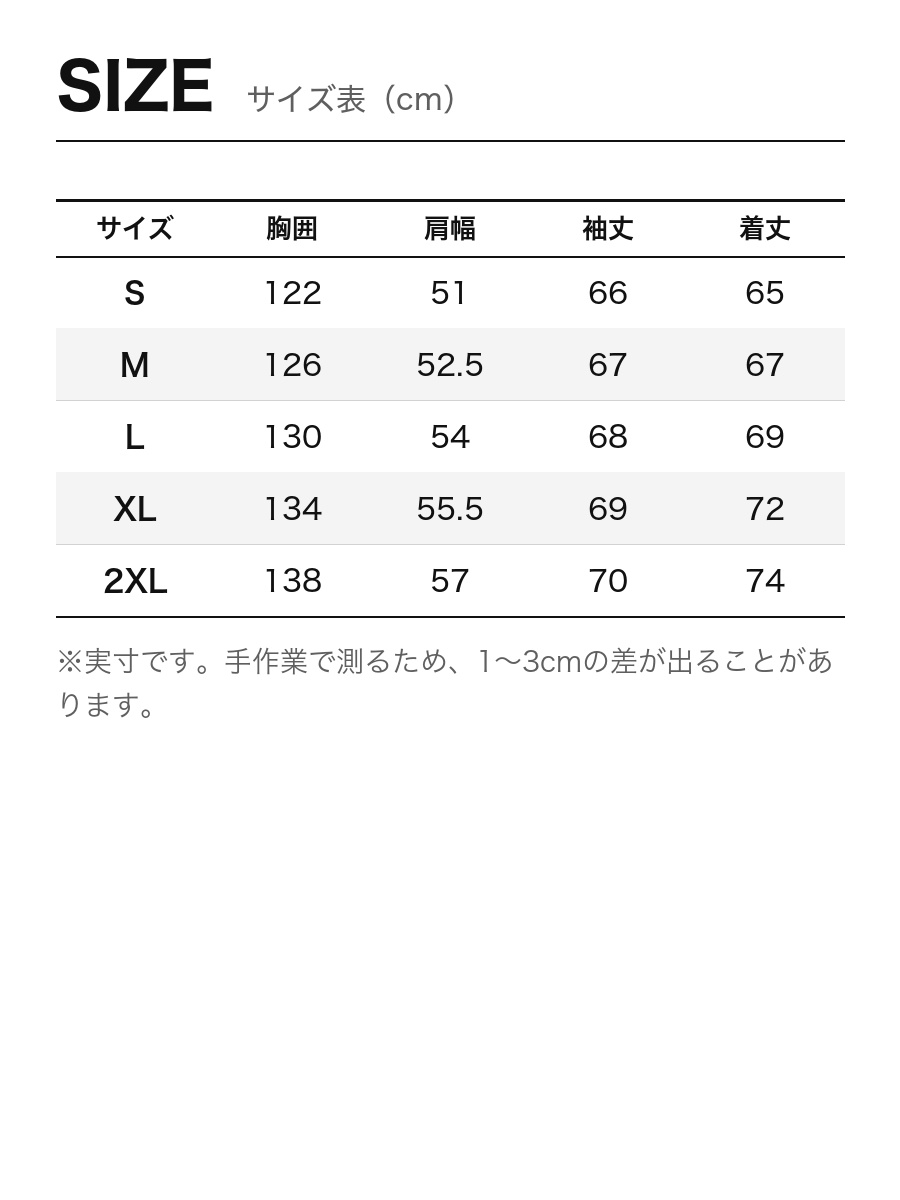 SIZE サイズ表（cm）
サイズ 胸囲 肩幅 袖丈 着丈
S 122 51 66 65
M 126 52.5 67 67
L 130 54 68 69
XL 134 55.5 69 72
2XL 138 57 70 74
※実寸です。手作業で測るため、1〜3cmの差が出ることがあ
ります。